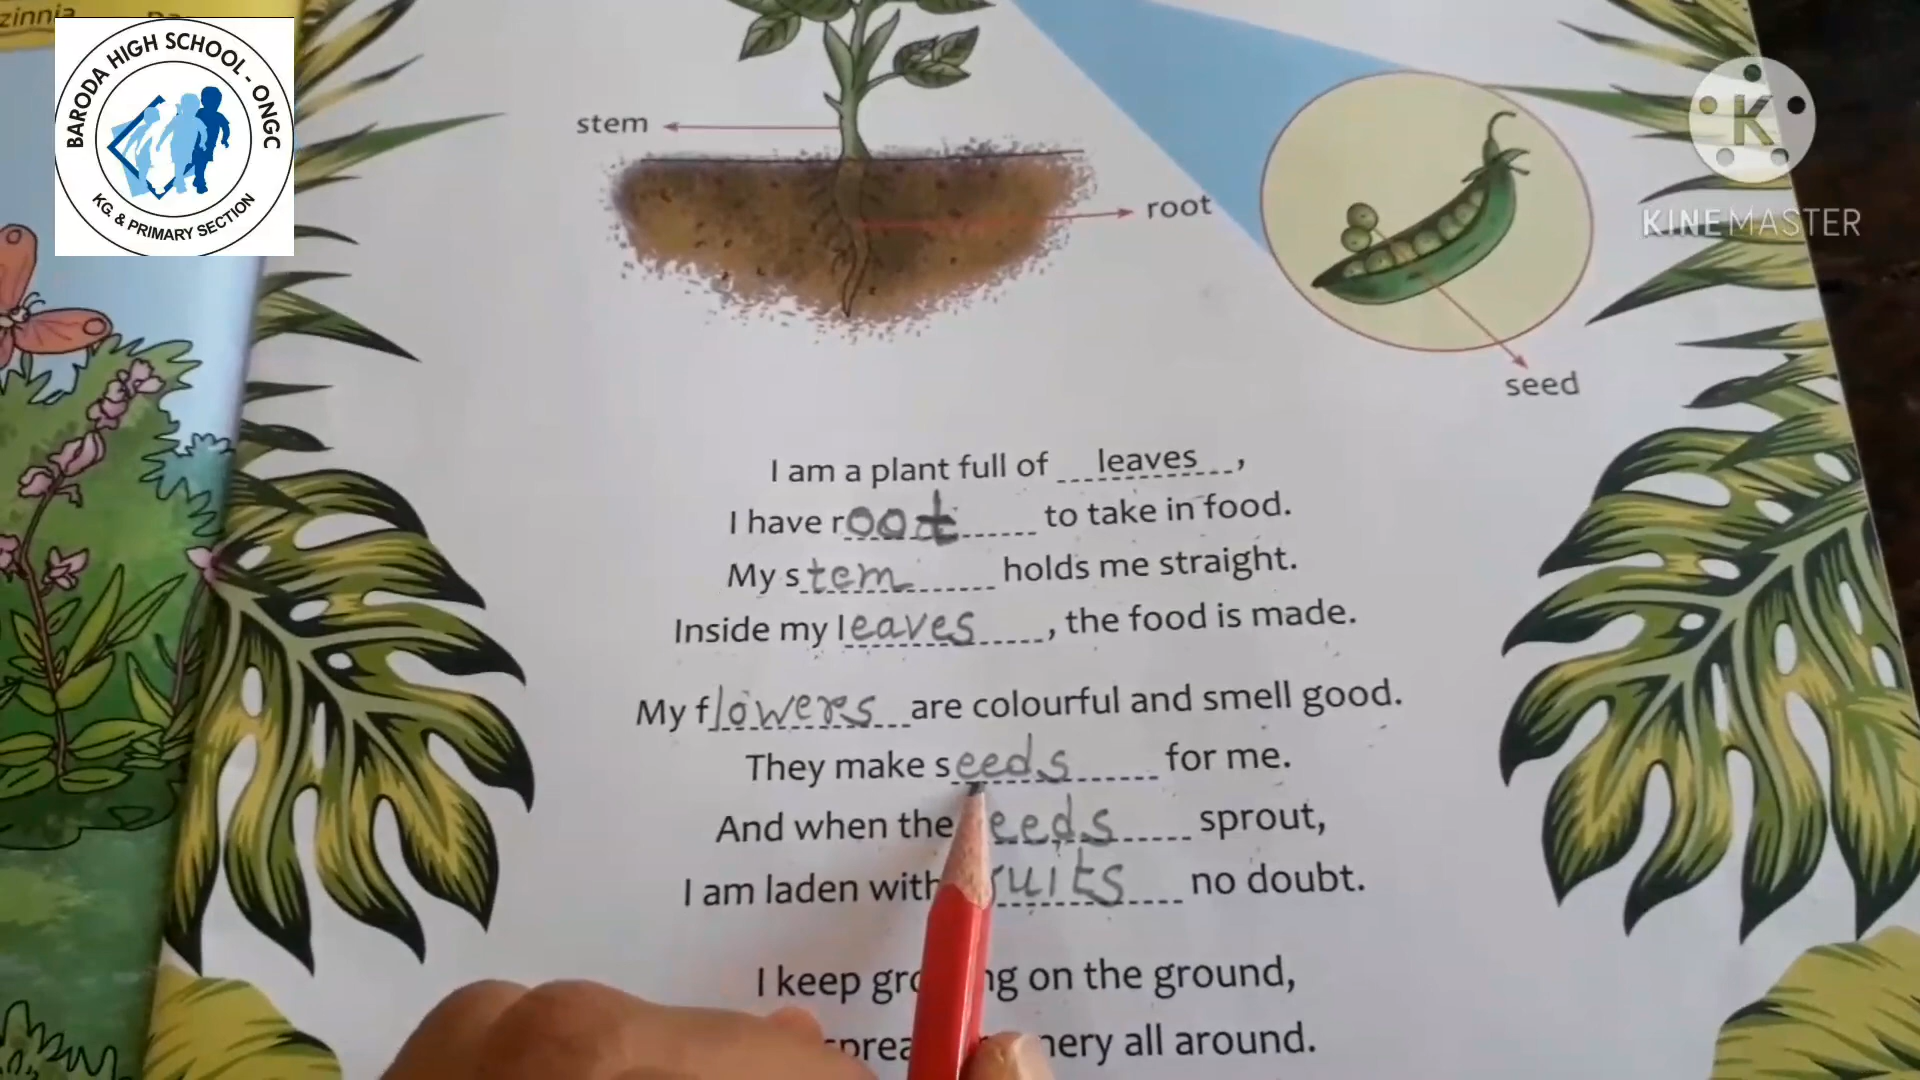 zinnia
BARODA HIGH SCHOOL - ONGC
KG. & PRIMARY SECTION
K
KINEMASTER
stem
root
seed
I am a plant full of leaves,
I have root to take in food.
My stem holds me straight.
Inside my leaves, the food is made.
My flowers are colourful and smell good.
They make seeds for me.
And when the eeds sprout,
I am laden with ruits no doubt.
I keep gr ng on the ground,
sprea nery all around.